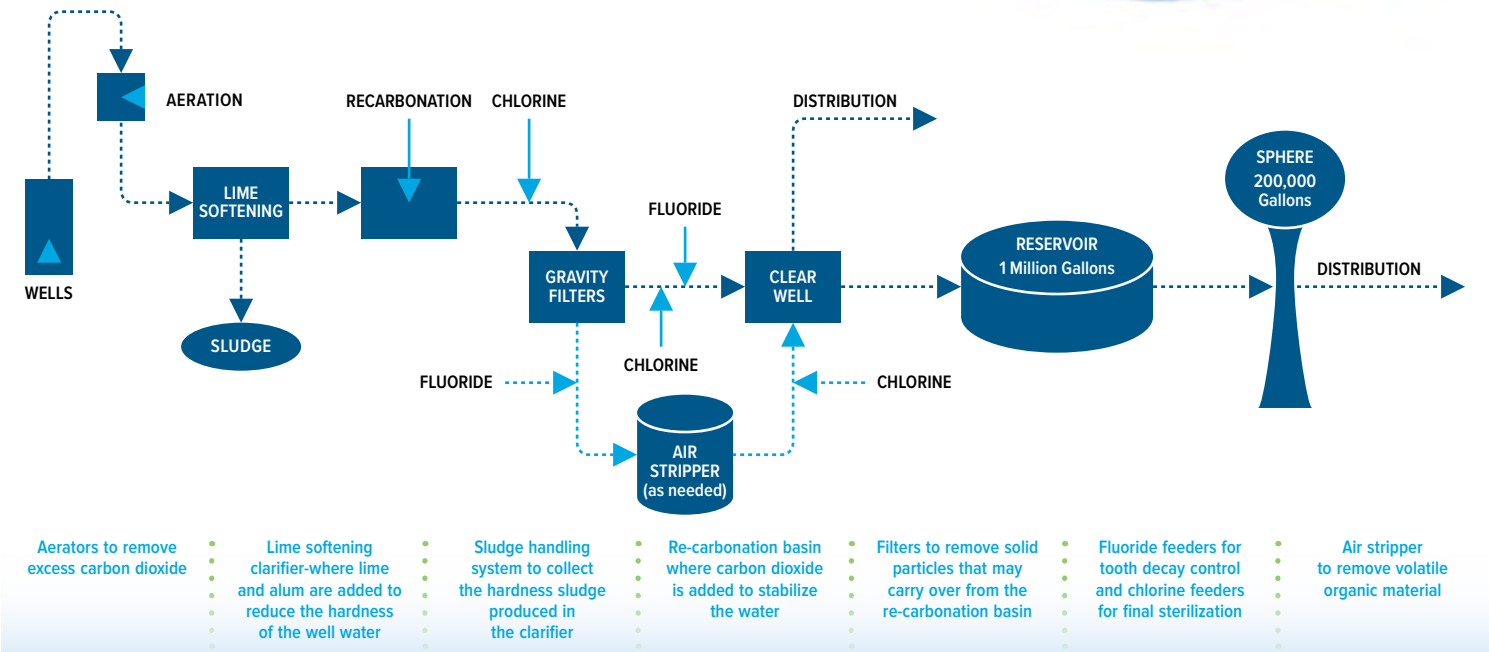 AERATION
RECARBONATION
CHLORINE
DISTRIBUTION
SPHERE
200,000
Gallons
LIME
SOFTENING
FLUORIDE
WELLS
GRAVITY
FILTERS
CLEAR
WELL
RESERVOIR
1 Million Gallons
DISTRIBUTION
SLUDGE
CHLORINE
FLUORIDE
CHLORINE
AIR
STRIPPER
(as needed)
Aerators to remove
excess carbon dioxide
Lime softening
clarifier-where lime
and alum are added to
reduce the hardness
of the well water
Sludge handling
system to collect
the hardness sludge
produced in
the clarifier
Re-carbonation basin
where carbon dioxide
is added to stabilize
the water
Filters to remove solid
particles that may
carry over from the
re-carbonation basin
Fluoride feeders for
tooth decay control
and chlorine feeders
for final sterilization
Air stripper
to remove volatile
organic material